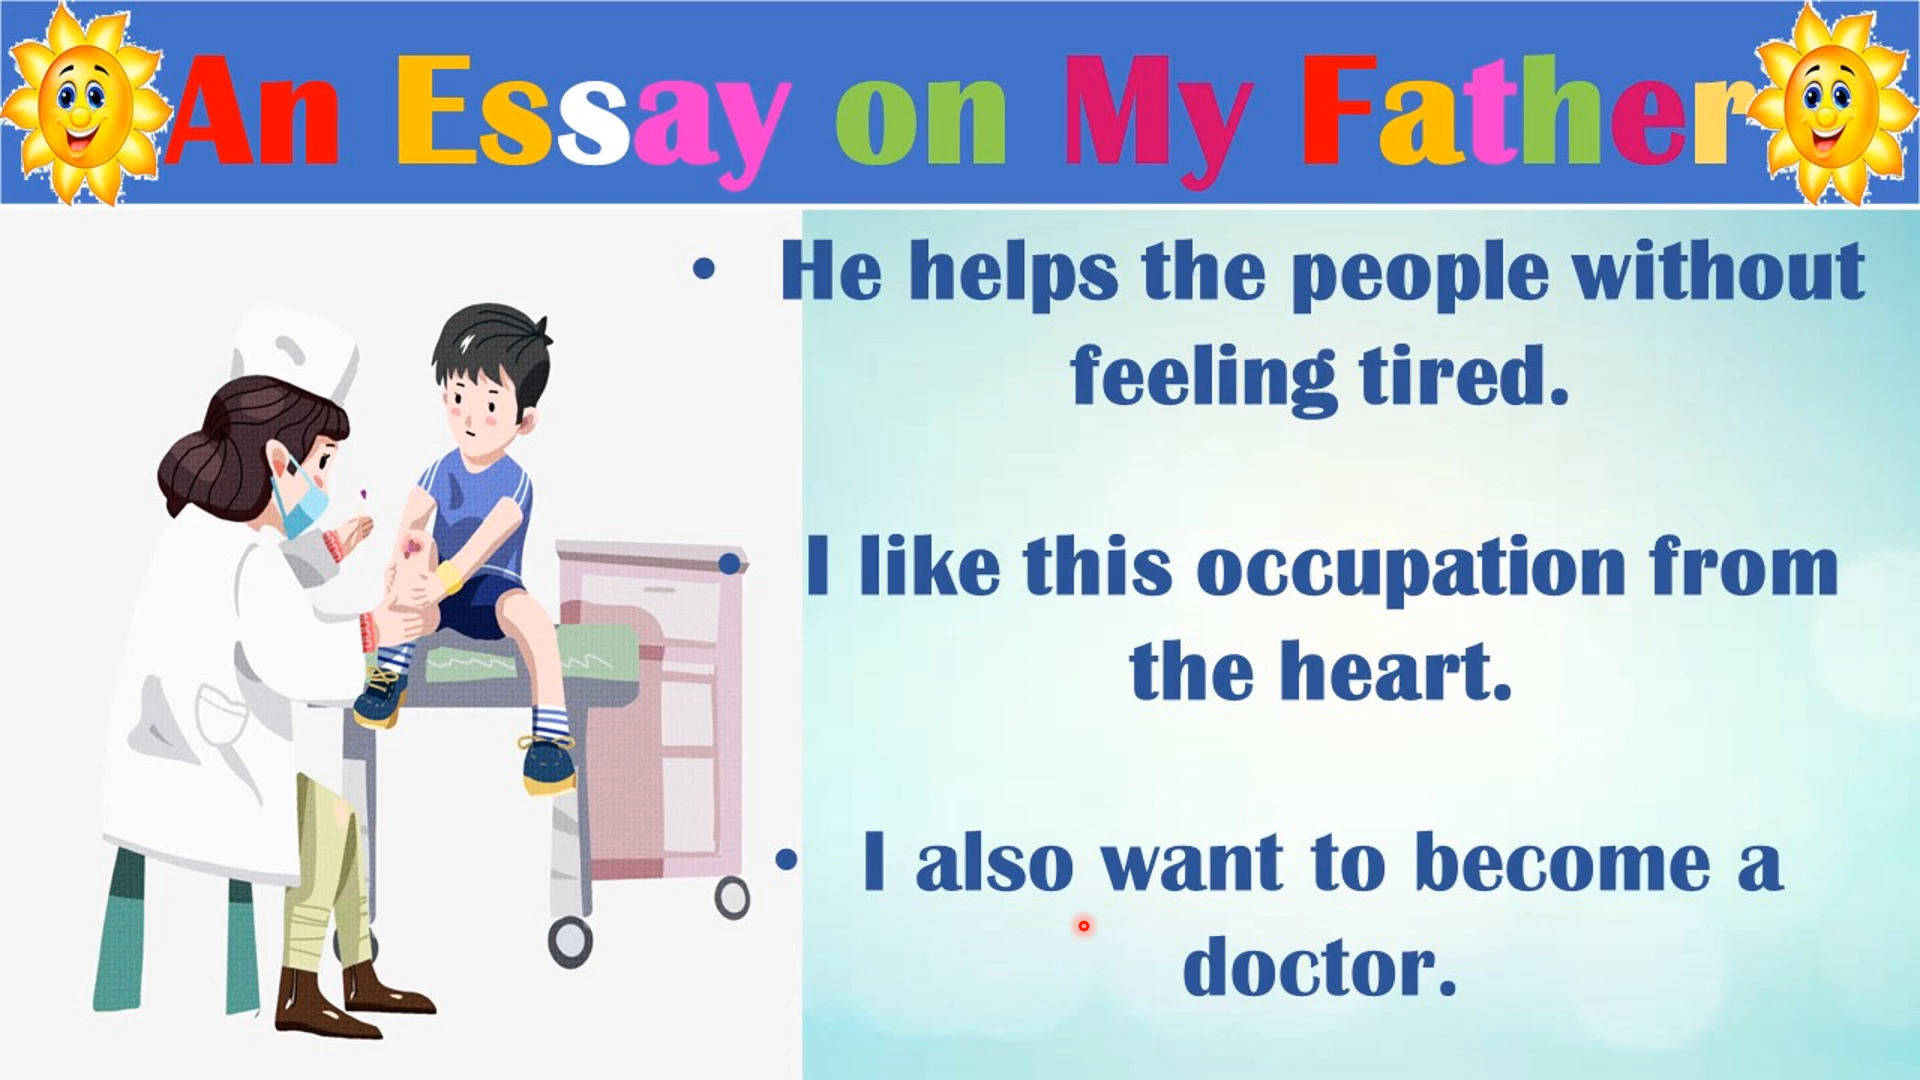 An Essay on My Father
• He helps the people without
feeling tired.
• I like this occupation from
the heart.
• I also want to become a
doctor.